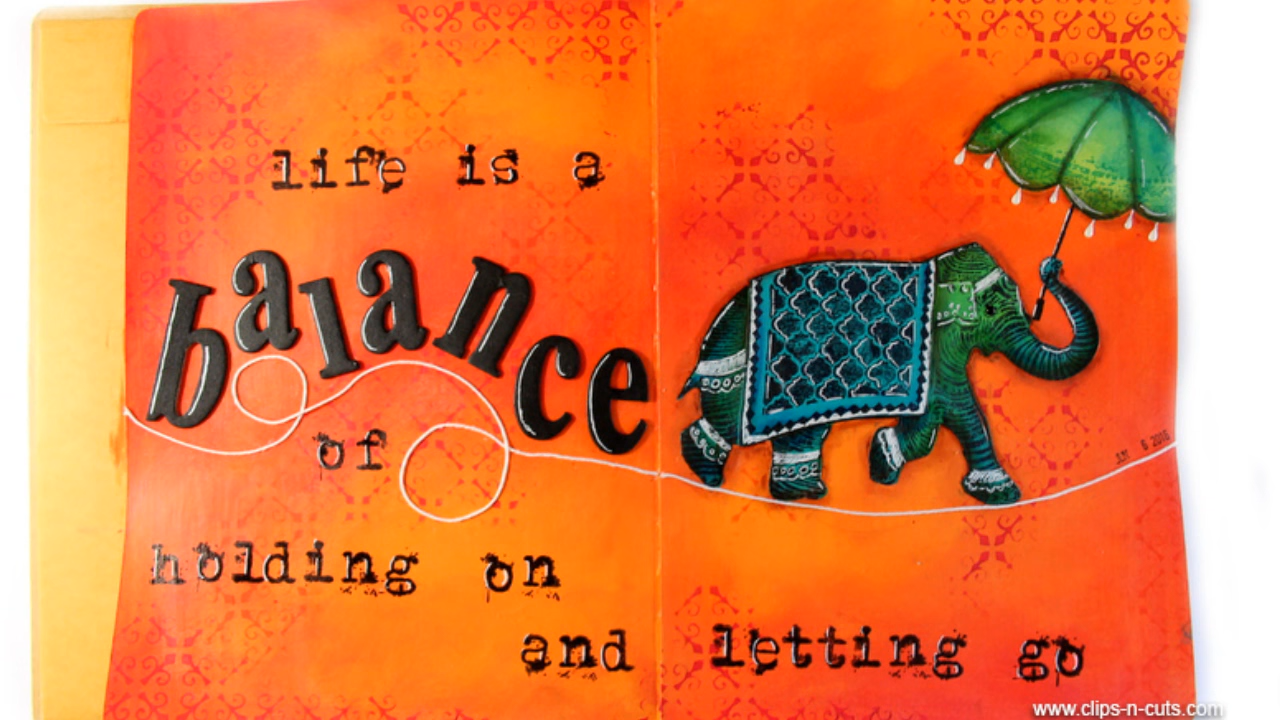 life is a
balance
of
holding on
and letting go
www.clips-n-cuts.com